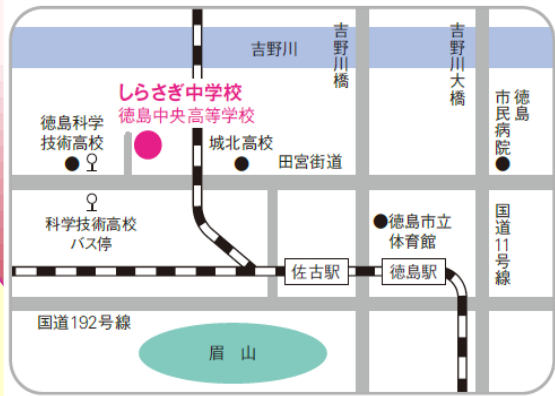 吉野川
吉野川橋
吉野川大橋
しらさぎ中学校
徳島中央高等学校
徳島科学
技術高校
城北高校
田宮街道
徳島
市民病院
科学技術高校
バス停
徳島市立
体育館
国道11号線
佐古駅
徳島駅
国道192号線
眉山